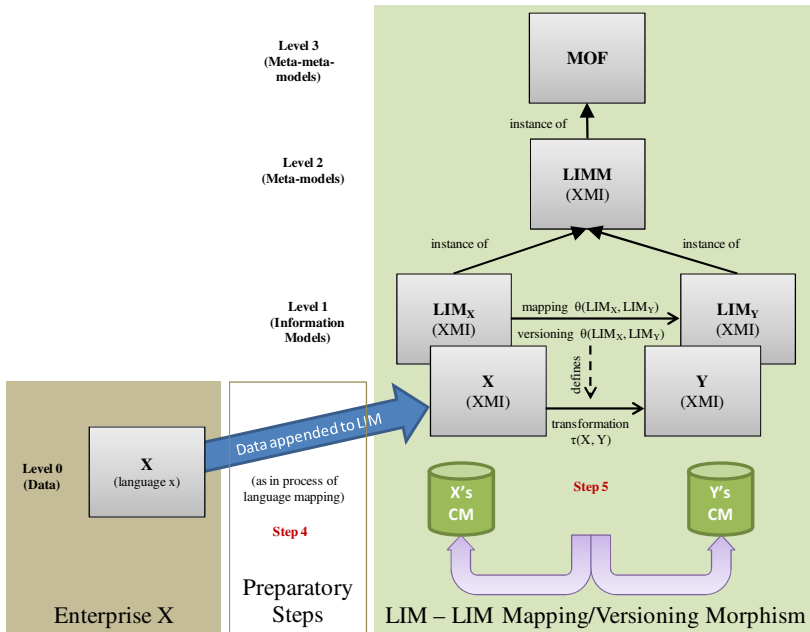 Level 3
(Meta-meta-
models)
MOF
instance of
Level 2
(Meta-models)
LIMM
(XMI)
instance of
instance of
Level 1
(Information
Models)
LIMX
(XMI)
mapping θ(LIMX, LIMY)
versioning θ(LIMX, LIMY)
LIMY
(XMI)
X
(XMI)
defines
Y
(XMI)
transformation
τ(X, Y)
Data appended to LIM
Level 0
(Data)
X
(language x)
(as in process of
language mapping)
Step 4
X's
CM
Step 5
Y's
CM
Enterprise X
Preparatory
Steps
LIM – LIM Mapping/Versioning Morphism